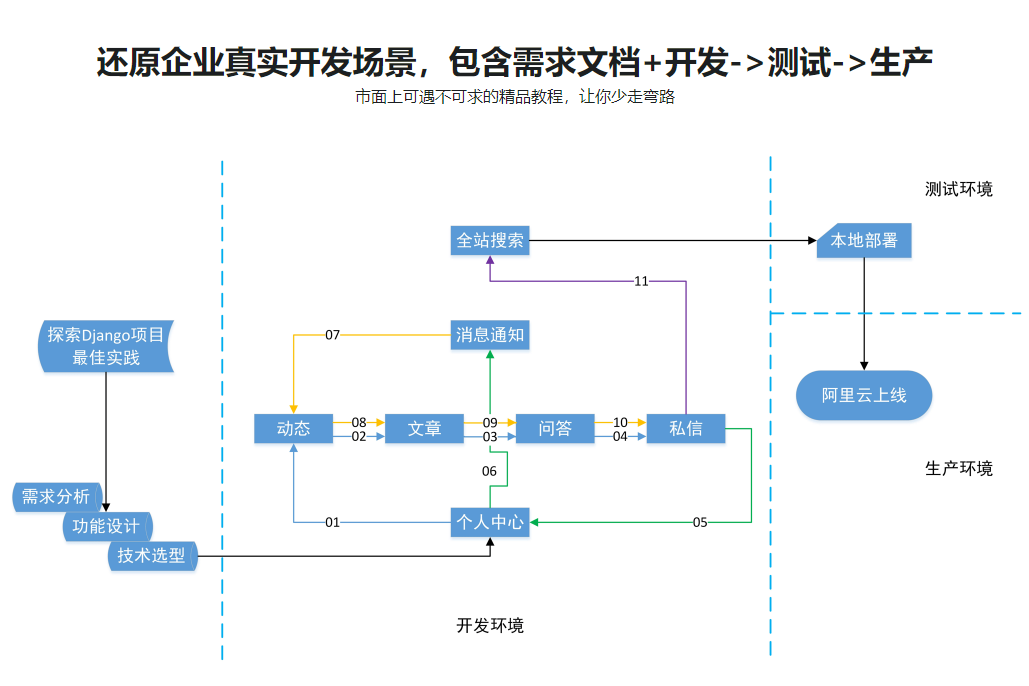 还原企业真实开发场景，包含需求文档+开发->测试->生产
市面上可遇不可求的精品教程，让你少走弯路
测试环境
全站搜索
本地部署
11
07
消息通知
探索Django项目
最佳实践
阿里云上线
08
09
10
动态
文章
问答
私信
02
03
04
06
生产环境
需求分析
功能设计
01
个人中心
05
技术选型
开发环境